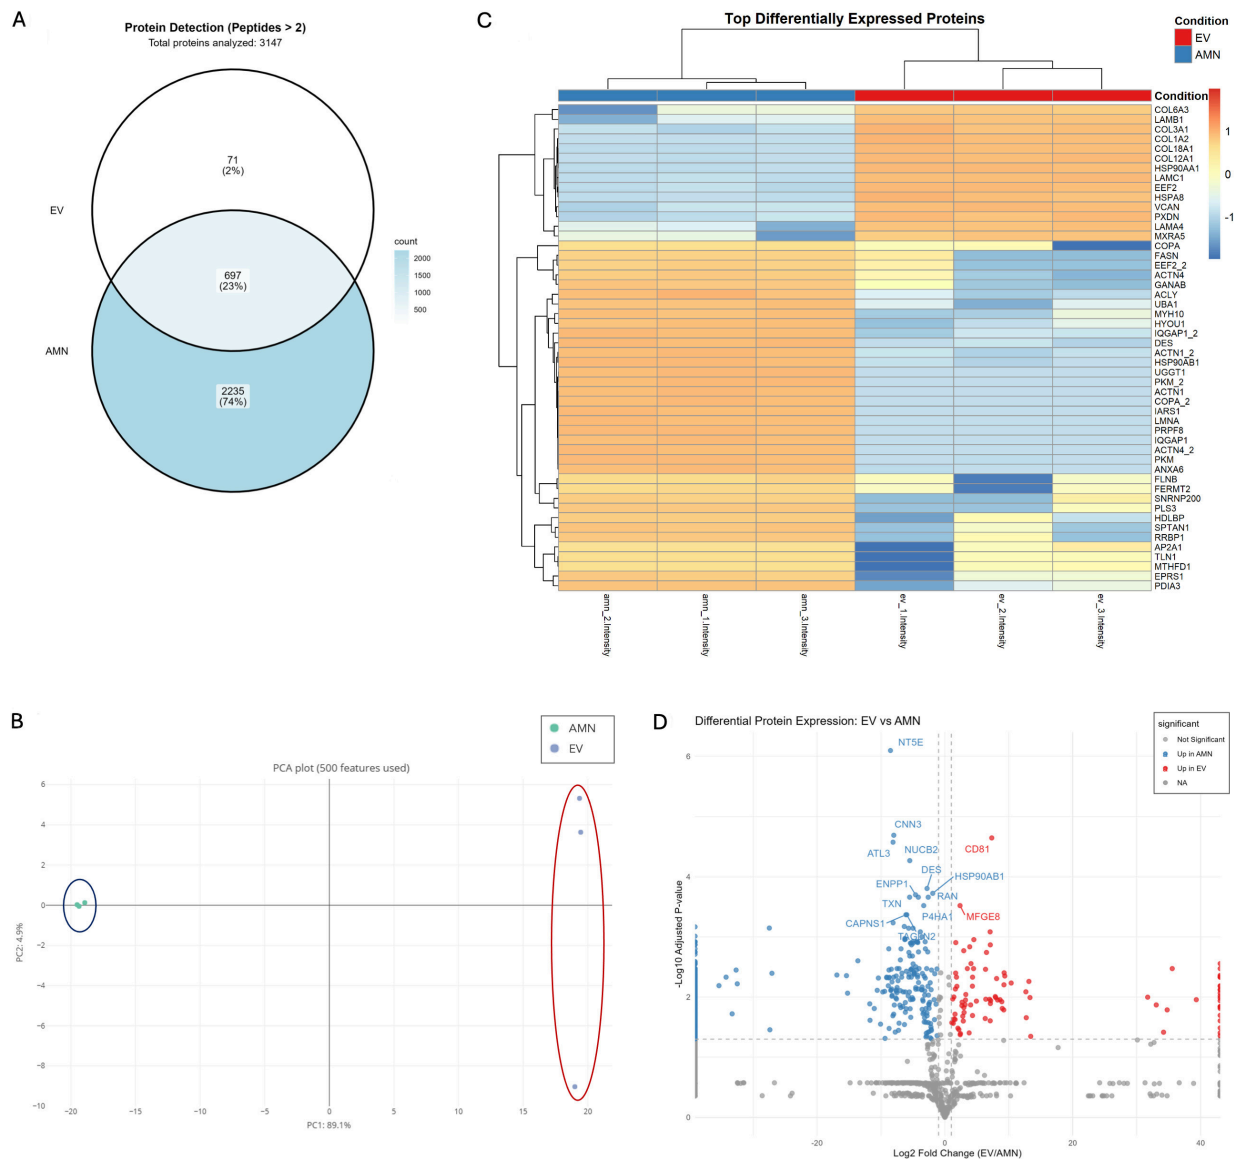 A
Protein Detection (Peptides > 2)
Total proteins analyzed: 3147
71
(2%)
EV
697
(23%)
AMN
2235
(74%)
count
2000
1500
1000
500
C
Top Differentially Expressed Proteins
Condition
EV
AMN
Condition
1
0
-1
COL6A3
LAMB1
COL3A1
COL1A2
COL18A1
COL12A1
HSP90AA1
LAMC1
EEF2
HSPA8
VCAN
PXDN
LAMA4
MXRA5
COPA
FASN
EEF2_2
ACTN4
GANAB
ACLY
UBA1
MYH10
HYOU1
IQGAP1_2
DES
ACTN1_2
HSP90AB1
UGGT1
PKM_2
ACTN1
COPA_2
IARS1
LMNA
PRPF8
IQGAP1
ACTN4_2
PKM
ANXA6
FLNB
FERMT2
SNRNP200
PLS3
HDLBP
SPTAN1
RRBP1
AP2A1
TLN1
MTHFD1
EPRS1
PDIA3
amn_2.Intensity
amn_1.Intensity
amn_3.Intensity
ev_1.Intensity
ev_2.Intensity
ev_3.Intensity
B
AMN
EV
PCA plot (500 features used)
6
4
2
0
−2
−4
−6
−8
−10
PC2: 4.9%
−20
−15
−10
−5
0
5
10
15
20
PC1: 89.1%
D
Differential Protein Expression: EV vs AMN
significant
Not Significant
Up in AMN
Up in EV
NA
NT5E
CNN3
ATL3
NUCB2
CD81
DES
HSP90AB1
ENPP1
RAN
TXN
P4HA1
MFGE8
CAPNS1
TAGLN2
6
4
2
0
-Log10 Adjusted P-value
-20
0
20
40
Log2 Fold Change (EV/AMN)